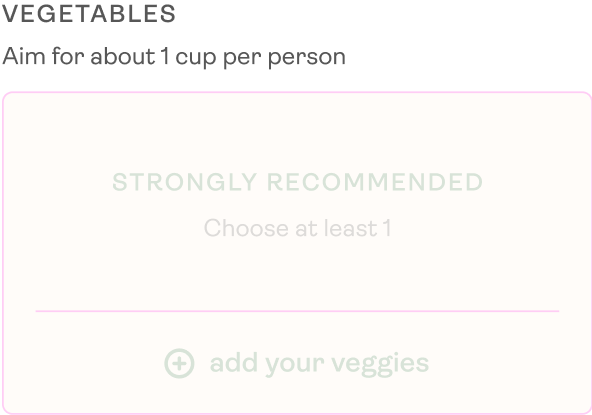 VEGETABLES
Aim for about 1 cup per person
STRONGLY RECOMMENDED
Choose at least 1
add your veggies